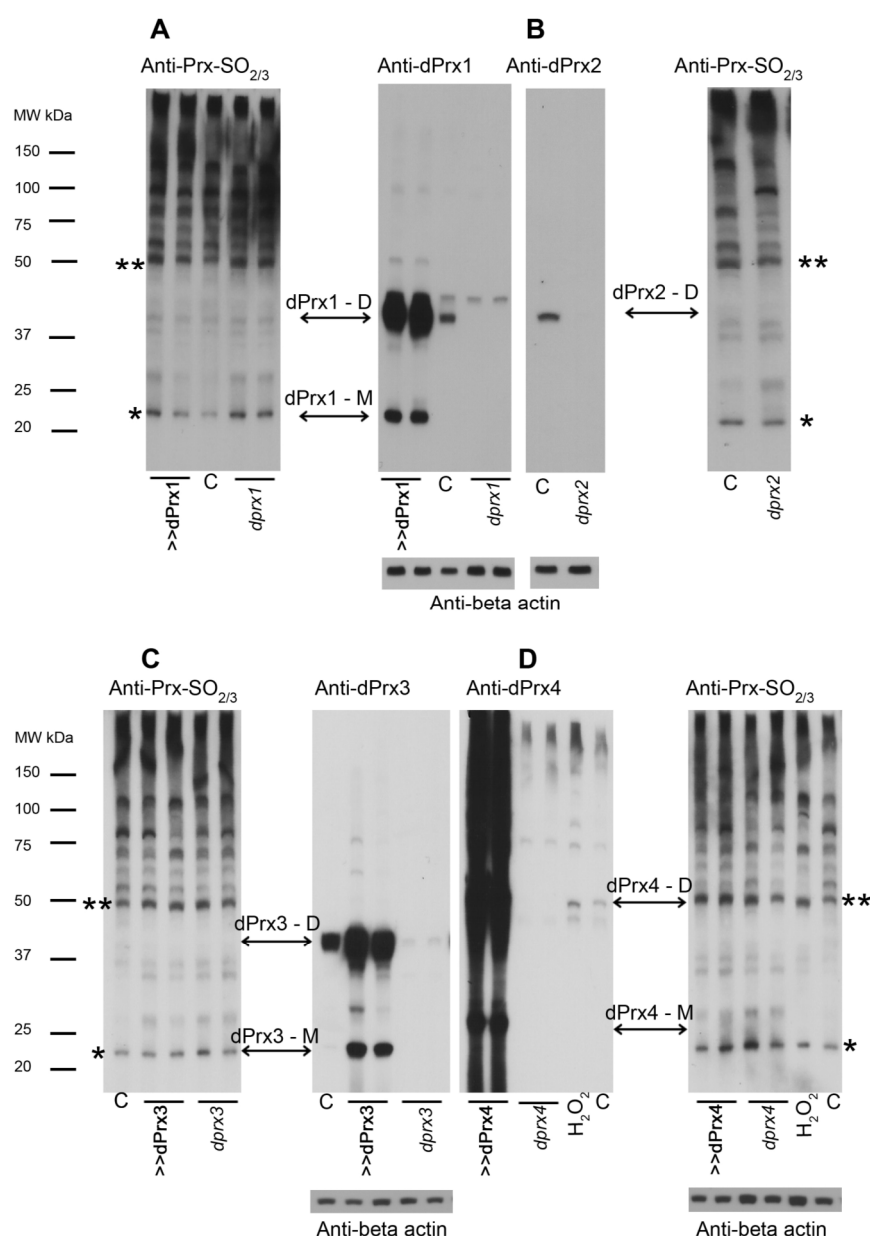 A
B
Anti-Prx-SO2/3
Anti-dPrx1
Anti-dPrx2
Anti-Prx-SO2/3
MW kDa
150
100
75
50
37
25
20
**
*
dPrx1 - D
dPrx1 - M
dPrx2 - D
**
*
>>dPrx1
C
dprx1
>>dPrx1
C
dprx1
C
dprx2
C
dprx2
Anti-beta actin
C
D
Anti-Prx-SO2/3
Anti-dPrx3
Anti-dPrx4
Anti-Prx-SO2/3
MW kDa
150
100
75
50
37
25
20
**
*
dPrx3 - D
dPrx3 - M
dPrx4 - D
dPrx4 - M
**
*
C
>>dPrx3
dprx3
C
>>dPrx3
dprx3
>>dPrx4
dprx4
H2O2
C
>>dPrx4
dprx4
H2O2
C
Anti-beta actin
Anti-beta actin